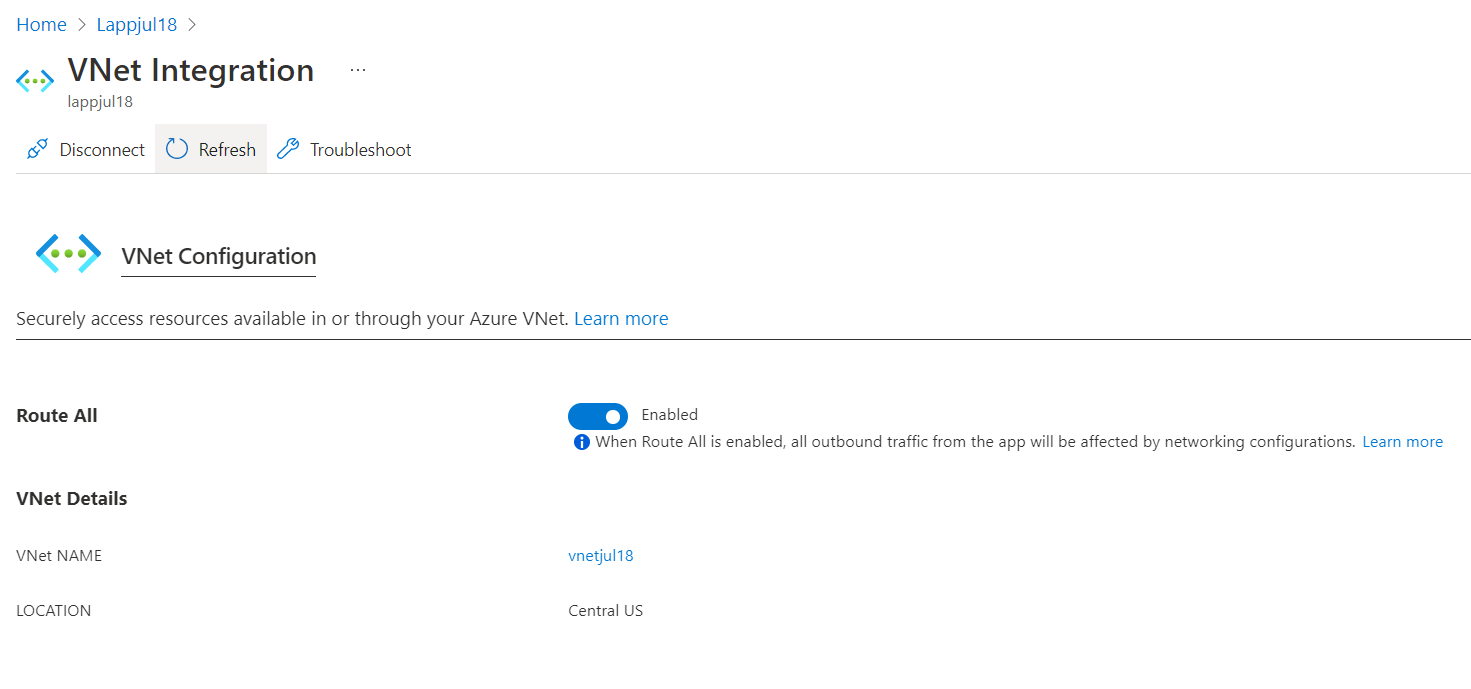 Home > Lappjul18 >
VNet Integration ...
lappjul18
Disconnect Refresh Troubleshoot
VNet Configuration
Securely access resources available in or through your Azure VNet. Learn more
Route All Enabled
When Route All is enabled, all outbound traffic from the app will be affected by networking configurations. Learn more
VNet Details
VNet NAME vnetjul18
LOCATION Central US